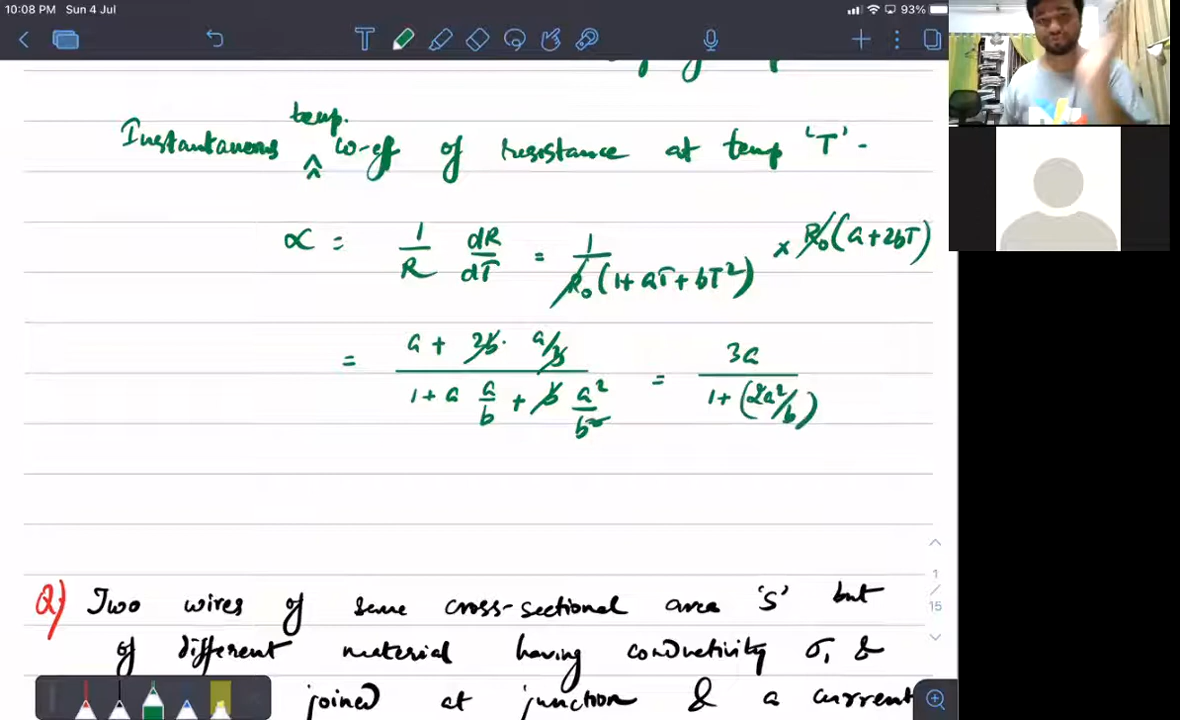 10:08 PM Sun 4 Jul 93%
T
temp.
Instantaneous ^ co-eff of resistance at temp 'T'.
α = 1/R dR/dT = 1/R₀(1+aT+bT²) × R₀(a+2bT)
= a + 2b· a/b / 1+a a/b + b a²/b² = 3a / 1+(2a²/b)
1
/
15
Q) Two wires of same cross-sectional area 'S' but
of different material having conductivity σ₁ &
joined at junction & a current